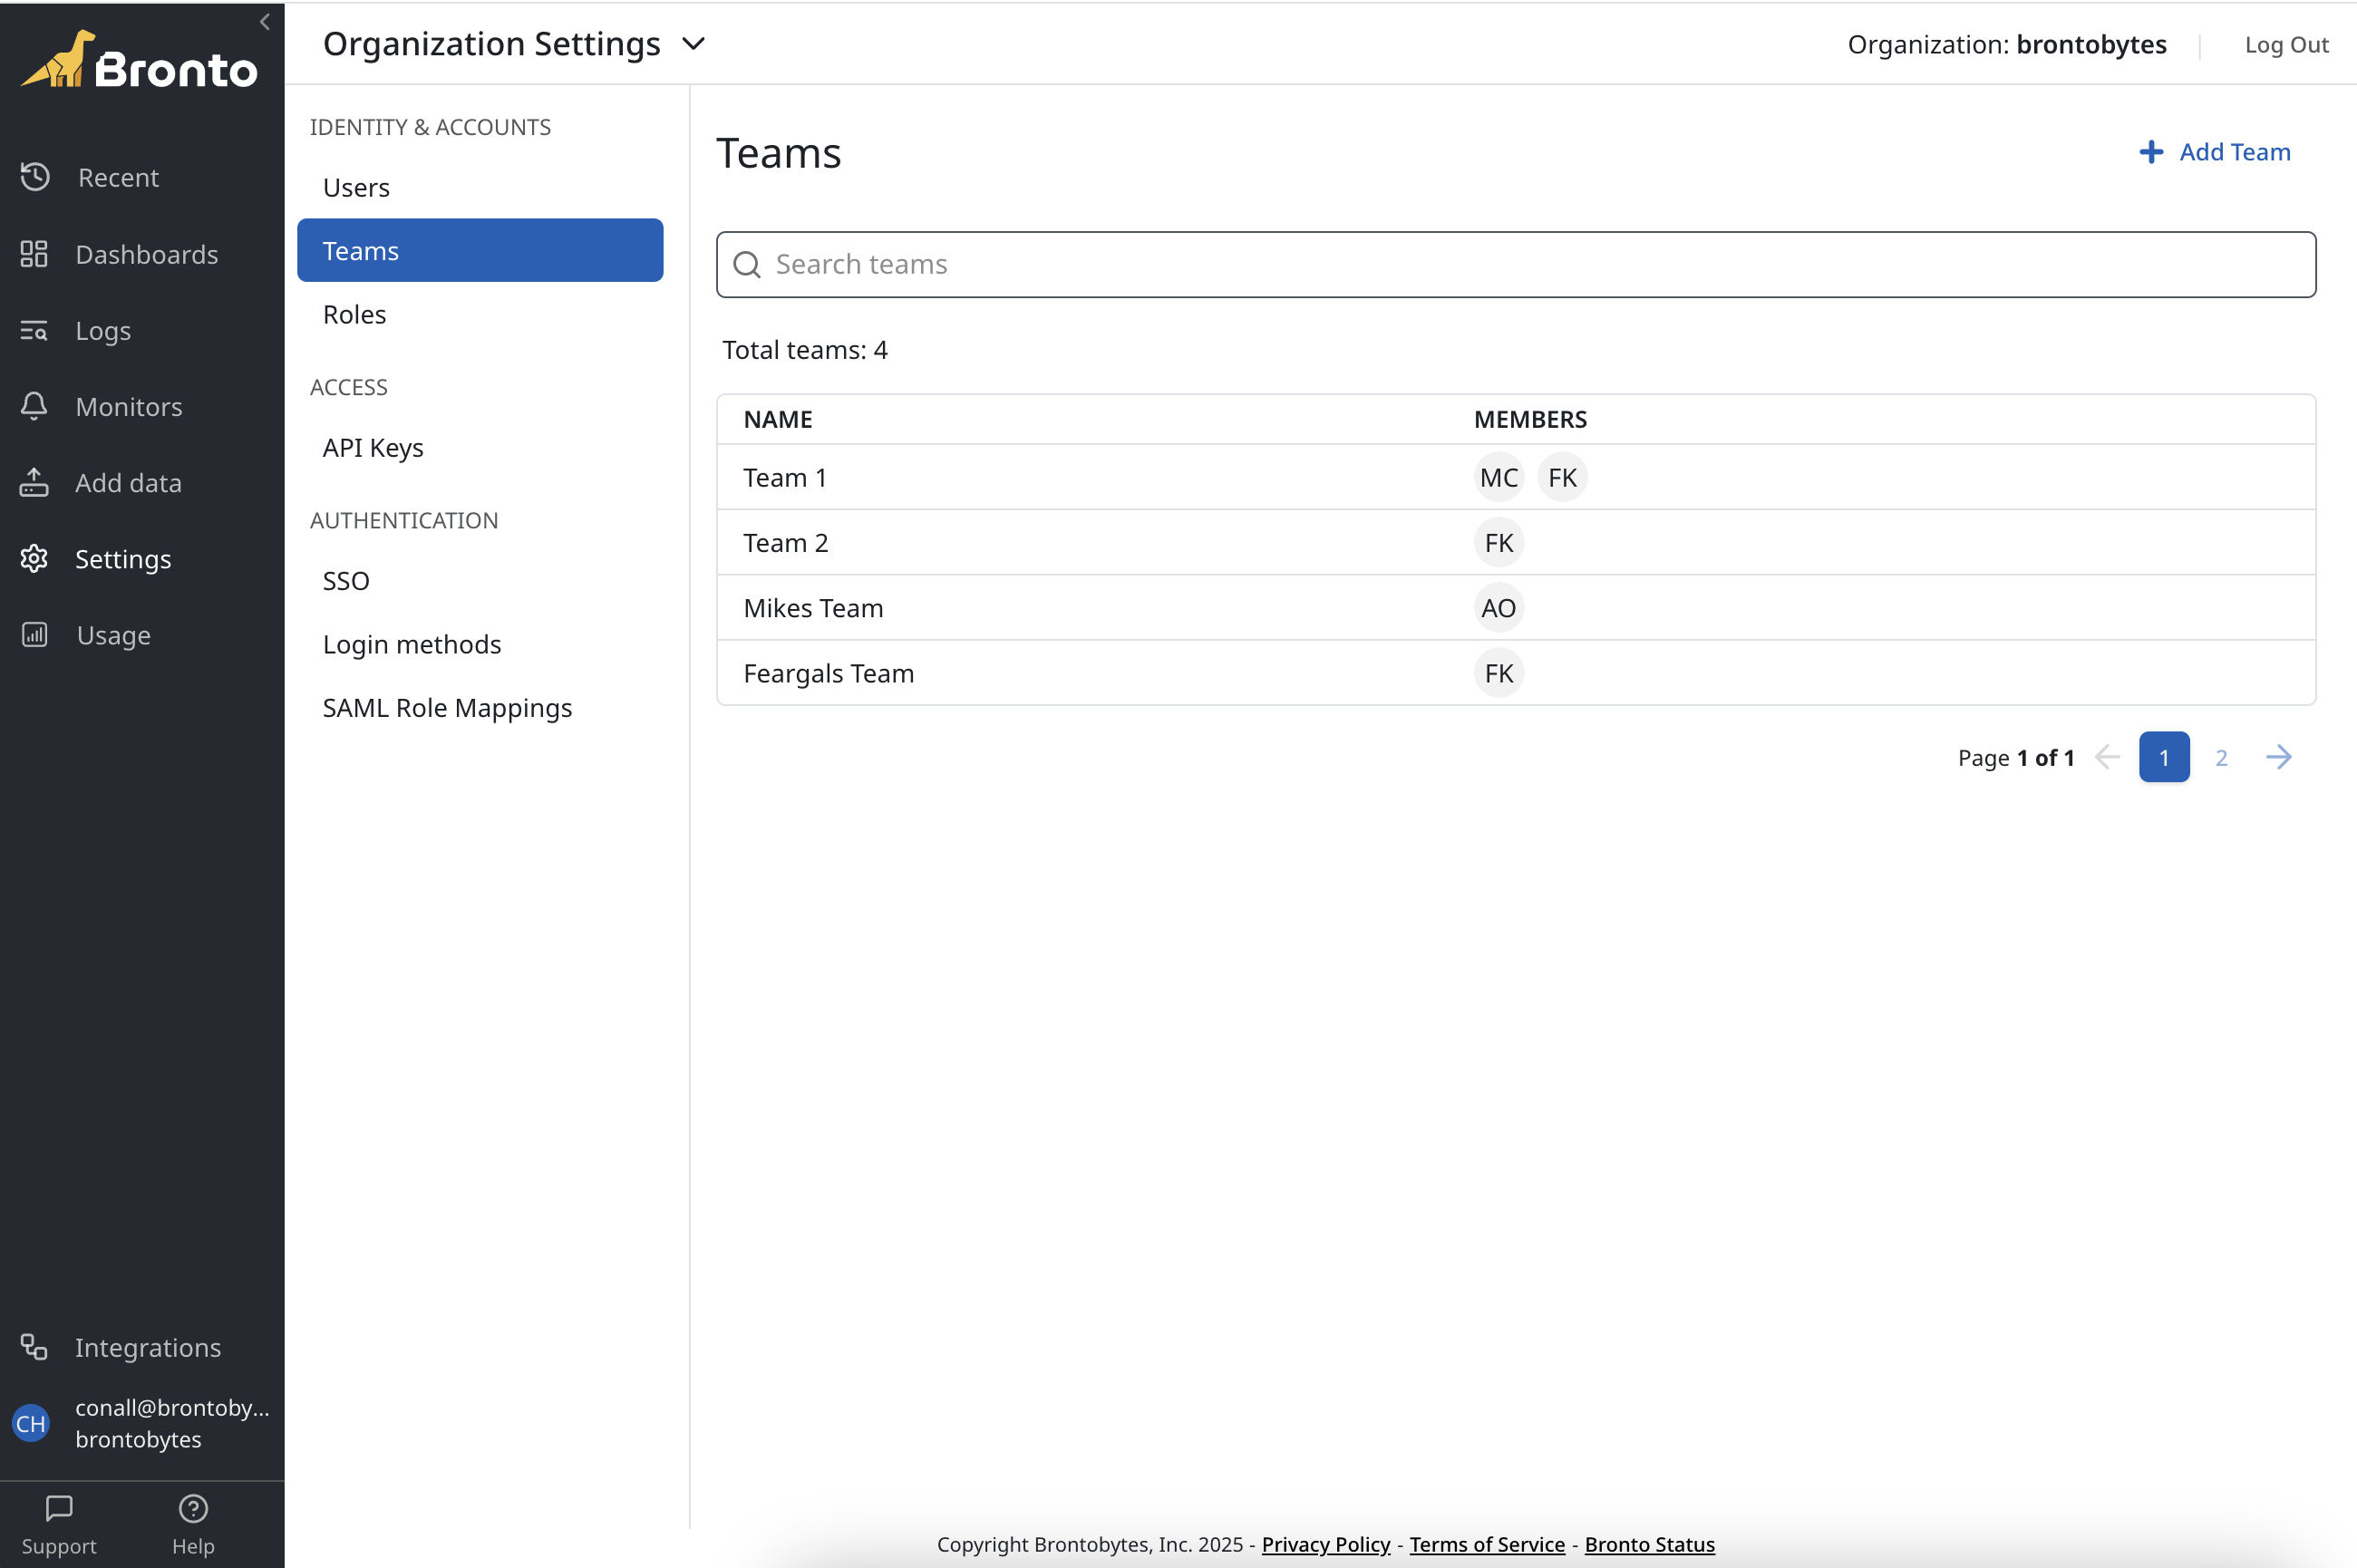 Bronto
Recent
Dashboards
Logs
Monitors
Add data
Settings
Usage
Integrations
CH
conall@brontoby...
brontobytes
Support
Help
Organization Settings
Organization: brontobytes
Log Out
IDENTITY & ACCOUNTS
Users
Teams
Roles
ACCESS
API Keys
AUTHENTICATION
SSO
Login methods
SAML Role Mappings
Teams
Add Team
Search teams
Total teams: 4
NAME MEMBERS
Team 1 MC FK
Team 2 FK
Mikes Team AO
Feargals Team FK
Page 1 of 1 1 2
Copyright Brontobytes, Inc. 2025 - Privacy Policy - Terms of Service - Bronto Status